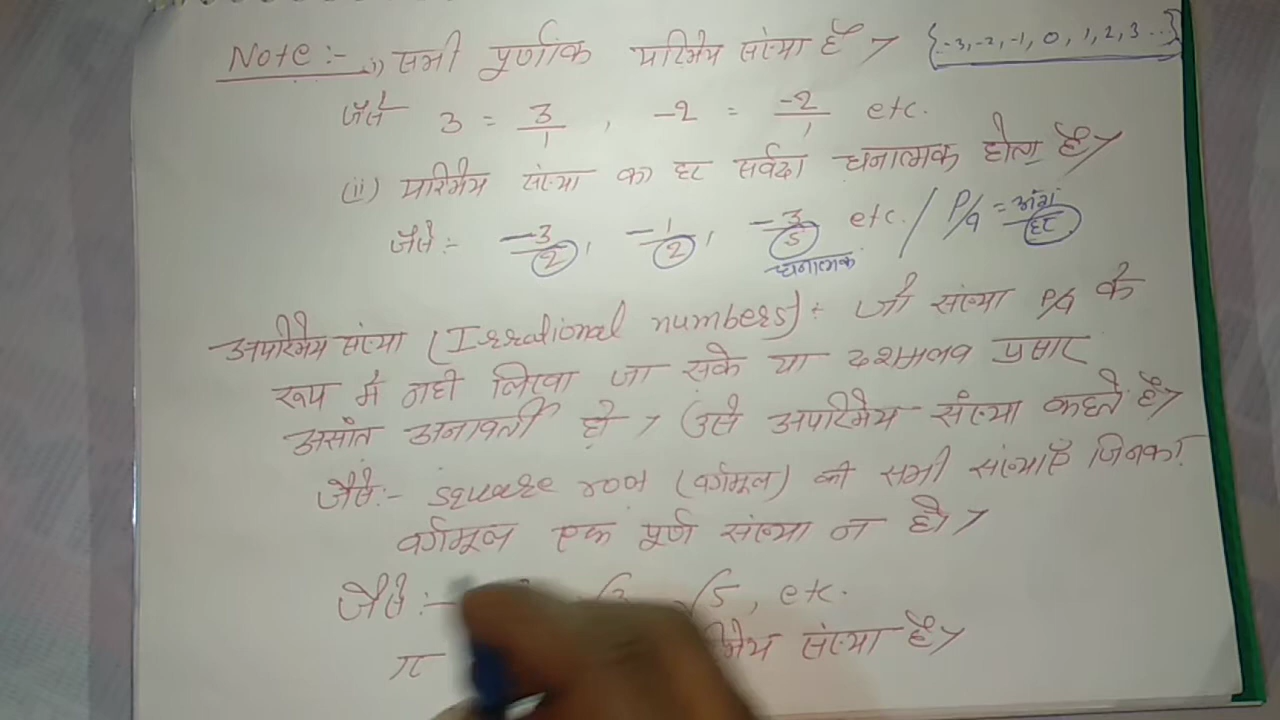 Note :- (i) सभी पूर्णांक परिमेय संख्या है > {-3, -2, -1, 0, 1, 2, 3 ..}
जैसे 3 = 3/1 , -2 = -2/1 etc.
(ii) परिमेय संख्या का हर सर्वदा धनात्मक होता है >
जैसे :- -3/2, -1/2, -3/5 etc. / P/q = अंश/हर
धनात्मक
अपरिमेय संख्या (Irrational numbers) :- जो संख्या P/q के
रूप में नही लिखा जा सके या दशमलव प्रसार
असांत अनावर्ती हो > उसे अपरिमेय संख्या कहते है >
जैसे :- square root (वर्गमूल) की सभी संख्याएँ जिनका
वर्गमूल एक पूर्ण संख्या न हो >
जैसे :- √5, etc.
π संख्या है >